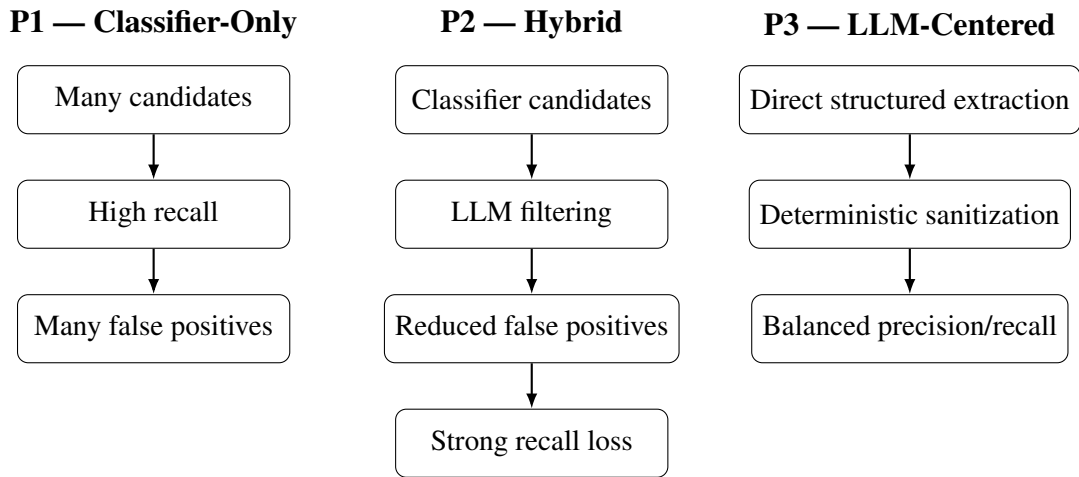 P1 — Classifier-Only
Many candidates
High recall
Many false positives
P2 — Hybrid
Classifier candidates
LLM filtering
Reduced false positives
Strong recall loss
P3 — LLM-Centered
Direct structured extraction
Deterministic sanitization
Balanced precision/recall